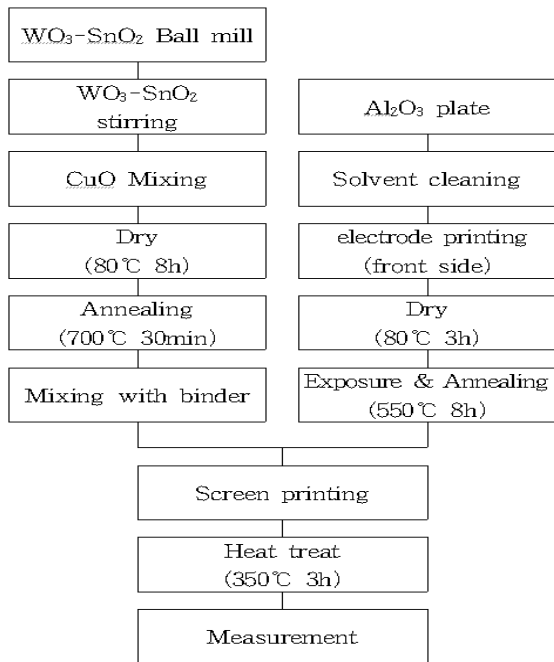 WO₃-SnO₂ Ball mill
WO₃-SnO₂
stirring
CuO Mixing
Dry
(80℃ 8h)
Annealing
(700℃ 30min)
Mixing with binder
Al₂O₃ plate
Solvent cleaning
electrode printing
(front side)
Dry
(80℃ 3h)
Exposure & Annealing
(550℃ 8h)
Screen printing
Heat treat
(350℃ 3h)
Measurement